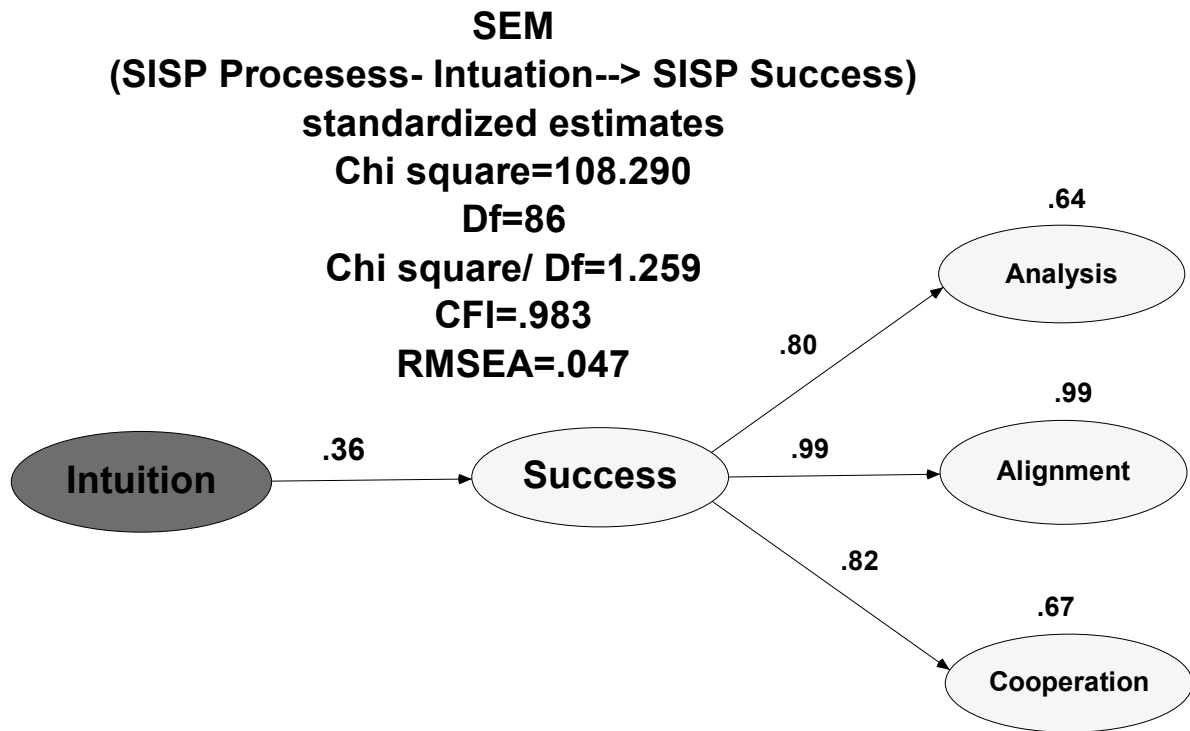 SEM
(SISP Procesess- Intuation--> SISP Success)
standardized estimates
Chi square=108.290
Df=86
Chi square/ Df=1.259
CFI=.983
RMSEA=.047
.64
Analysis
.80
.99
Intuition
.36
Success
.99
Alignment
.82
.67
Cooperation